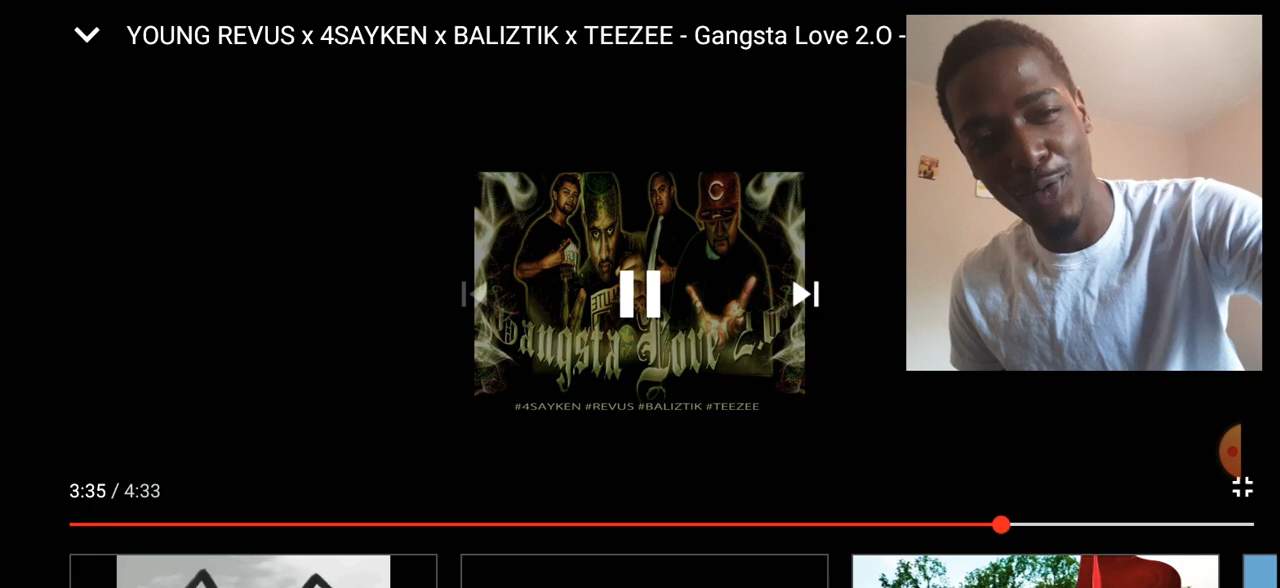 YOUNG REVUS x 4SAYKEN x BALIZTIK x TEEZEE - Gangsta Love 2.O -
C
Gangsta Love 2.0
#4SAYKEN #REVUS #BALIZTIK #TEEZEE
3:35 / 4:33